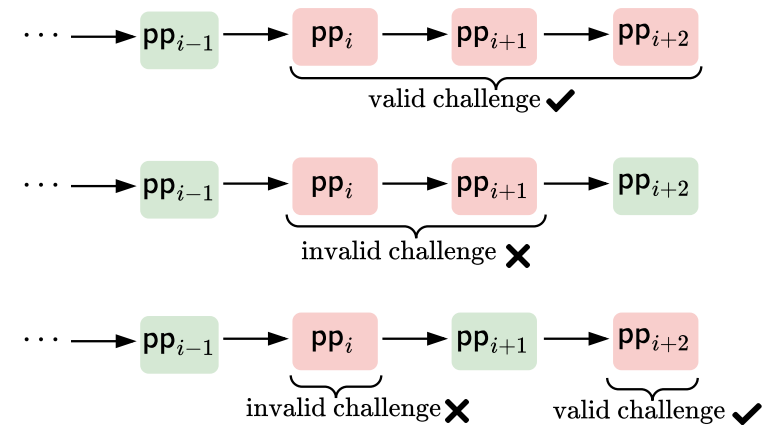 ··· pp_{i−1} pp_i pp_{i+1} pp_{i+2}
valid challenge ✔
··· pp_{i−1} pp_i pp_{i+1} pp_{i+2}
invalid challenge ✖
··· pp_{i−1} pp_i pp_{i+1} pp_{i+2}
invalid challenge ✖ valid challenge ✔